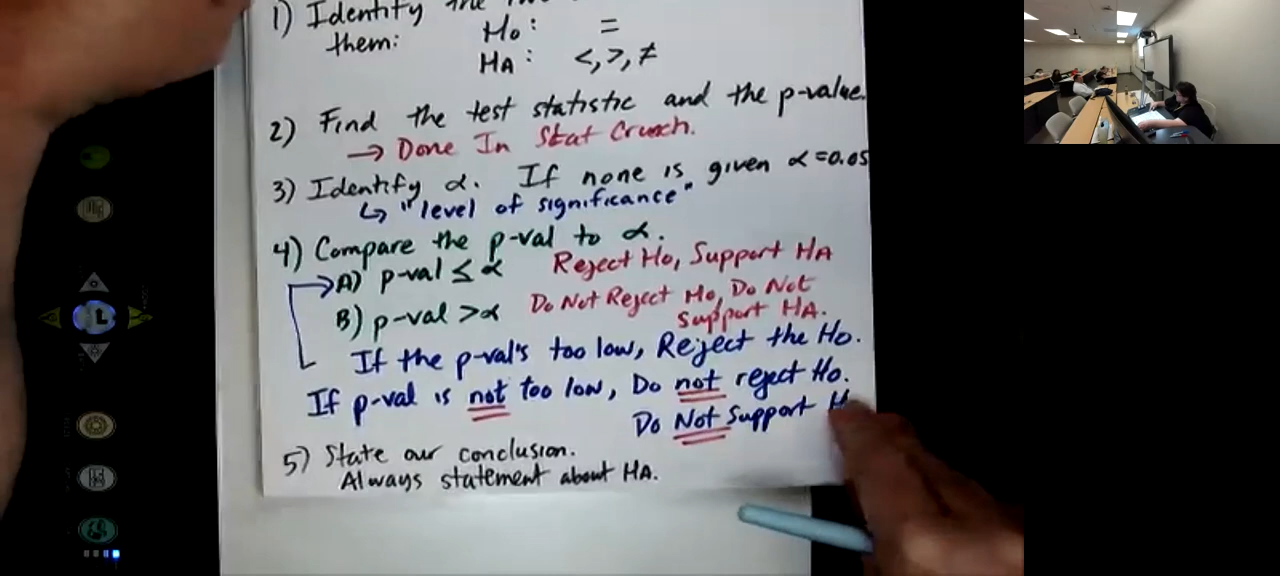 1) Identify the
them: Ho: =
HA: <, >, ≠
2) Find the test statistic and the p-value.
→ Done In Stat Crunch.
3) Identify α. If none is given α = 0.05
↳ "level of significance"
4) Compare the p-val to α.
A) p-val ≤ α Reject Ho, Support HA
B) p-val > α Do Not Reject Ho, Do Not
Support HA.
If the p-val's too low, Reject the Ho.
If p-val is not too low, Do not reject Ho.
Do Not Support H
5) State our conclusion.
Always statement about HA.